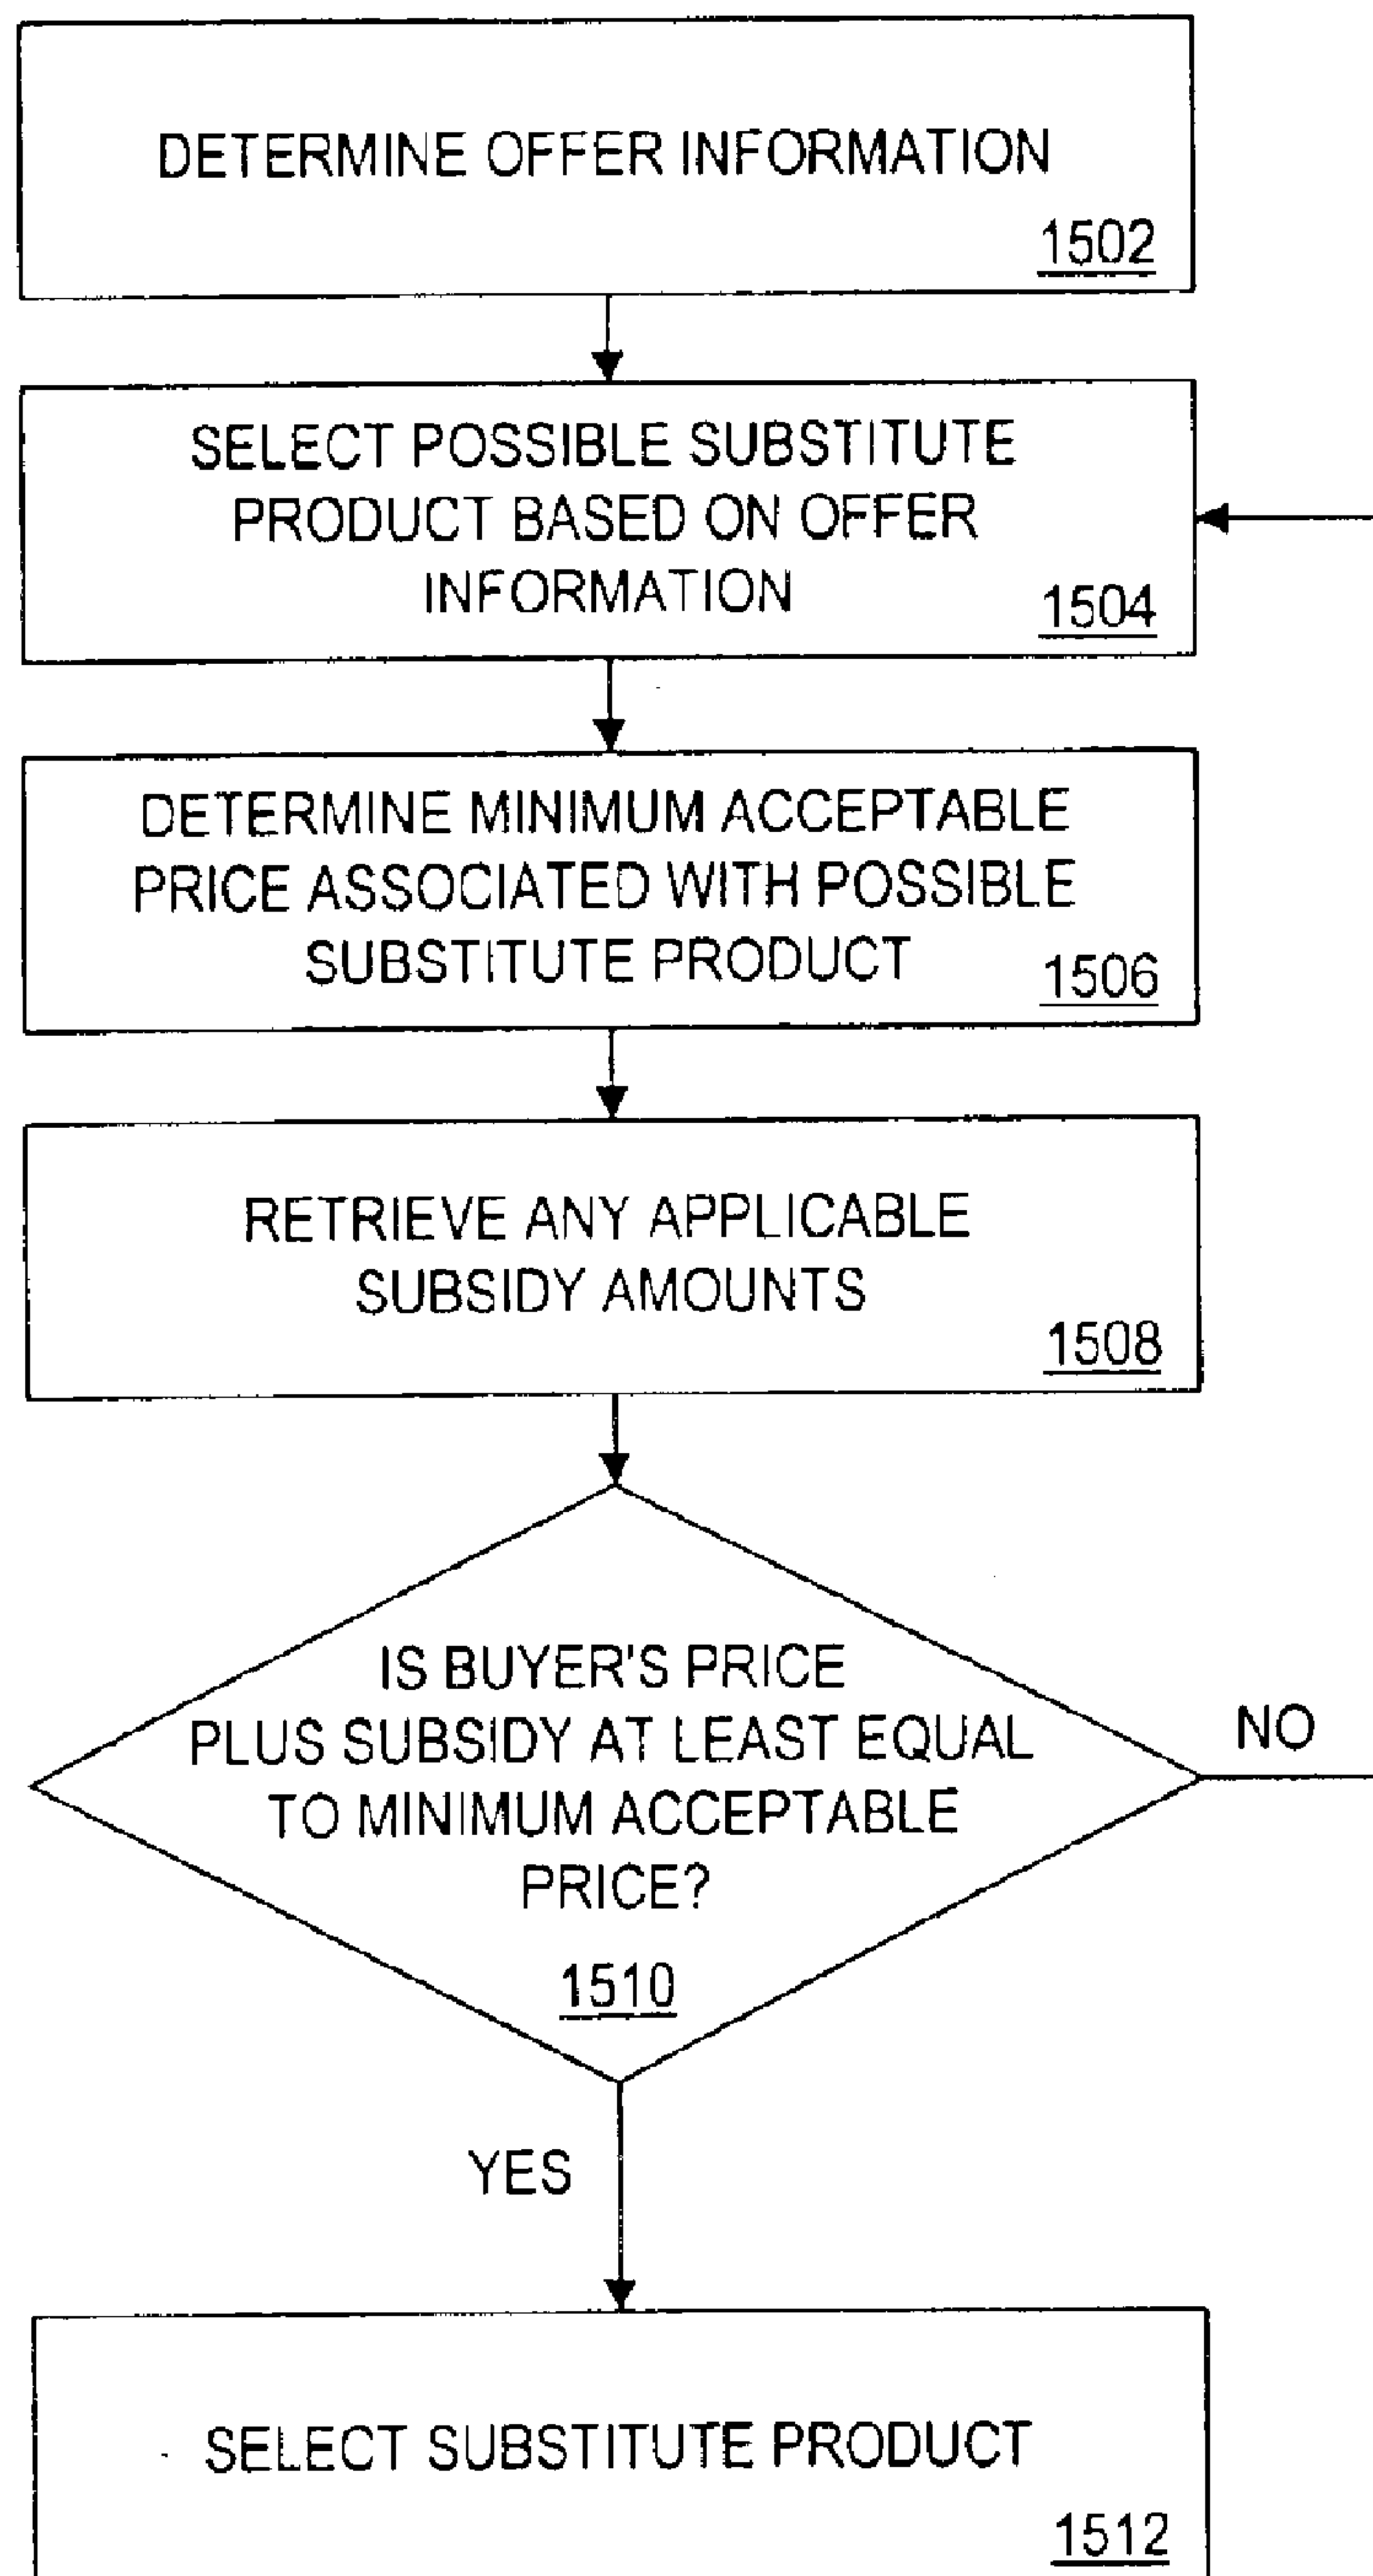 DETERMINE OFFER INFORMATION
1502
SELECT POSSIBLE SUBSTITUTE
PRODUCT BASED ON OFFER
INFORMATION
1504
DETERMINE MINIMUM ACCEPTABLE
PRICE ASSOCIATED WITH POSSIBLE
SUBSTITUTE PRODUCT
1506
RETRIEVE ANY APPLICABLE
SUBSIDY AMOUNTS
1508
IS BUYER'S PRICE
PLUS SUBSIDY AT LEAST EQUAL
TO MINIMUM ACCEPTABLE
PRICE?
1510
NO
YES
SELECT SUBSTITUTE PRODUCT
1512